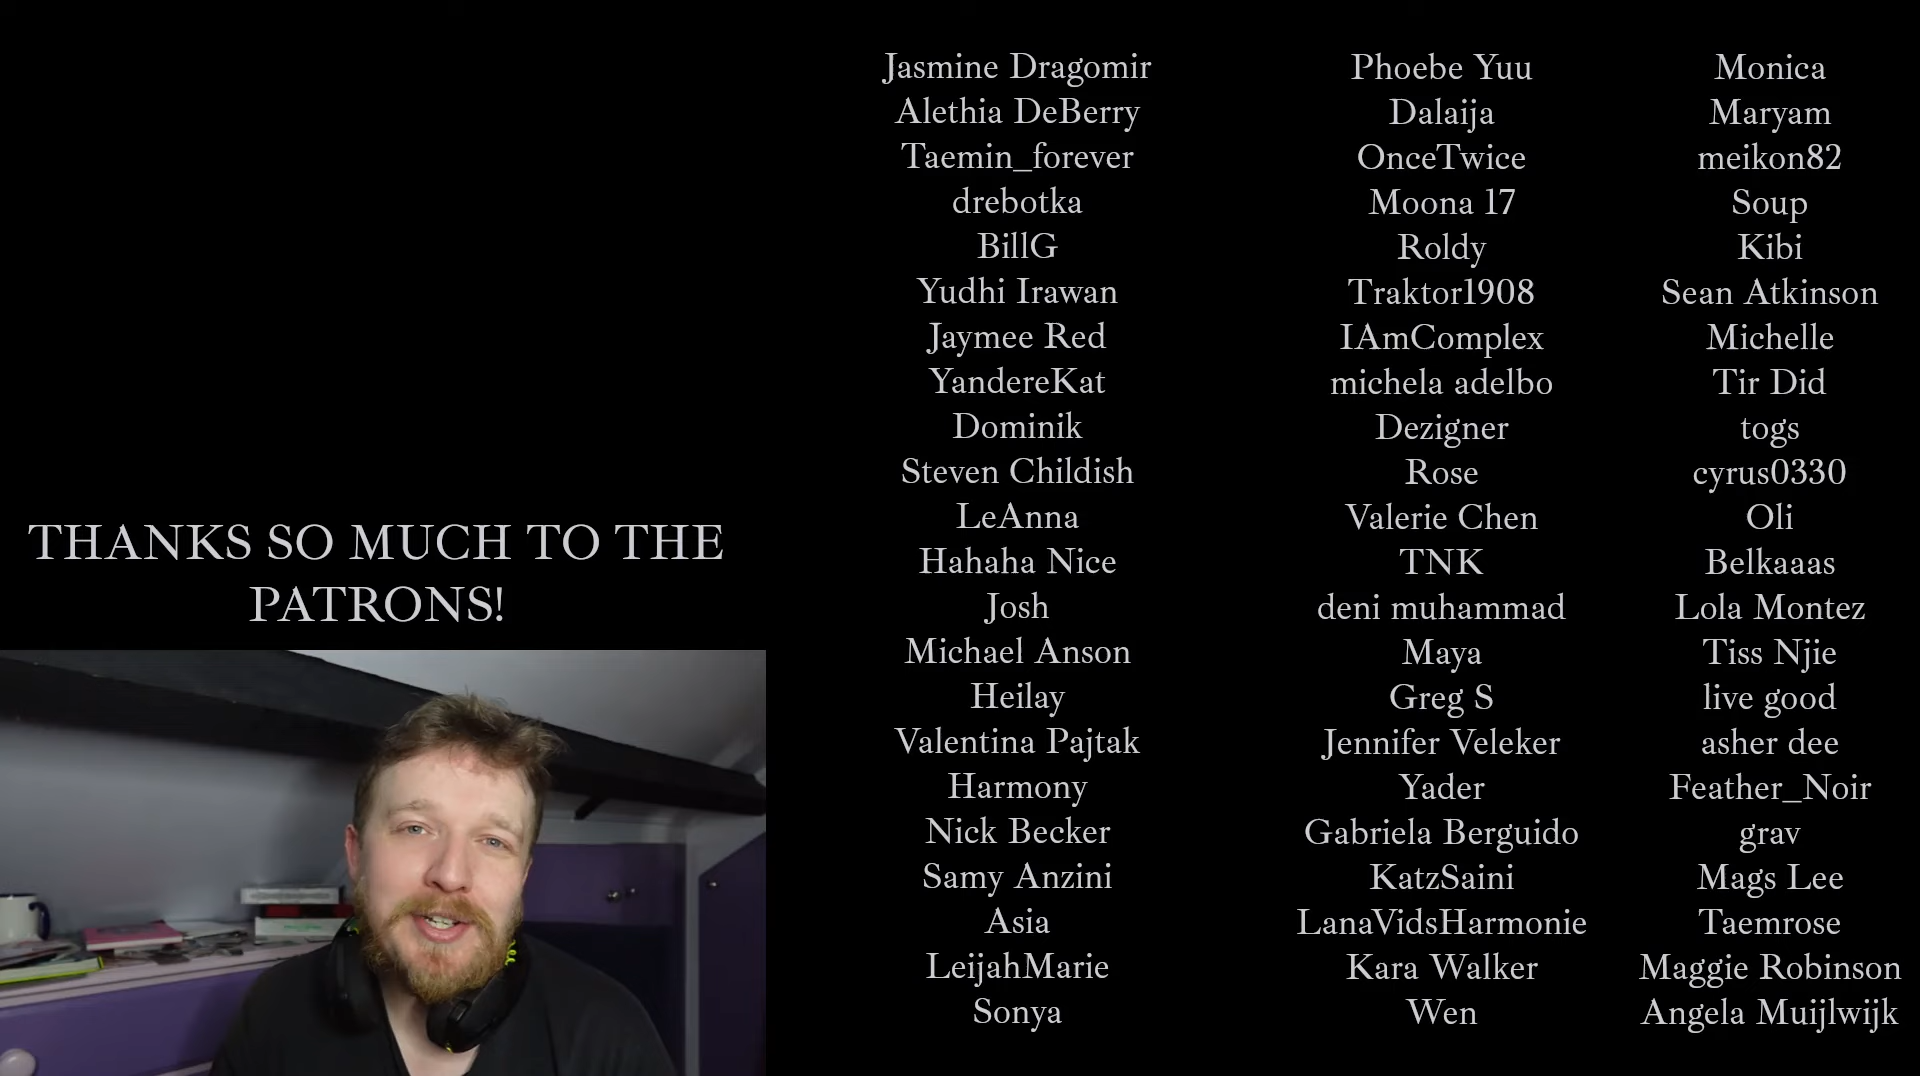 THANKS SO MUCH TO THE
PATRONS!
Jasmine Dragomir
Alethia DeBerry
Taemin_forever
drebotka
BillG
Yudhi Irawan
Jaymee Red
YandereKat
Dominik
Steven Childish
LeAnna
Hahaha Nice
Josh
Michael Anson
Heilay
Valentina Pajtak
Harmony
Nick Becker
Samy Anzini
Asia
LeijahMarie
Sonya
Phoebe Yuu
Dalaija
OnceTwice
Moona 17
Roldy
Traktor1908
IAmComplex
michela adelbo
Dezigner
Rose
Valerie Chen
TNK
deni muhammad
Maya
Greg S
Jennifer Veleker
Yader
Gabriela Berguido
KatzSaini
LanaVidsHarmonie
Kara Walker
Wen
Monica
Maryam
meikon82
Soup
Kibi
Sean Atkinson
Michelle
Tir Did
togs
cyrus0330
Oli
Belkaaas
Lola Montez
Tiss Njie
live good
asher dee
Feather_Noir
grav
Mags Lee
Taemrose
Maggie Robinson
Angela Muijlwijk